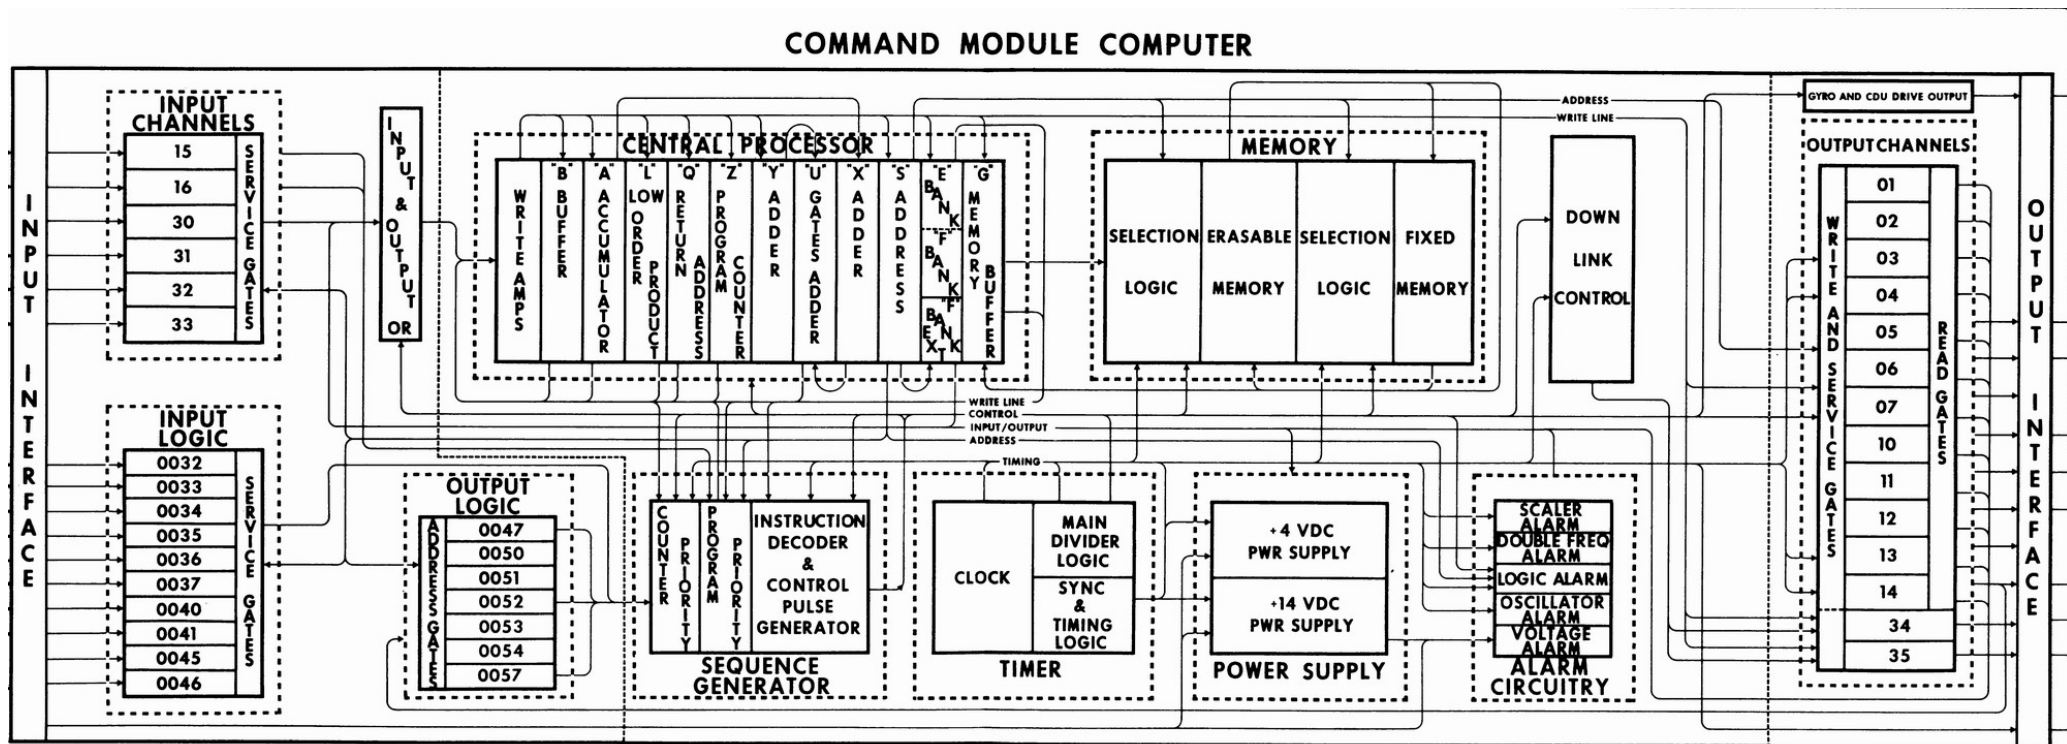 COMMAND MODULE COMPUTER
INPUT INTERFACE
INPUT
CHANNELS
15
16
30
31
32
33
SERVICE GATES
INPUT
LOGIC
0032
0033
0034
0035
0036
0037
0040
0041
0045
0046
SERVICE GATES
INPUT & OUTPUT OR
OUTPUT
LOGIC
ADDRESS GATES
0047
0050
0051
0052
0053
0054
0057
CENTRAL PROCESSOR
WRITE AMPS
"B" BUFFER
"A" ACCUMULATOR
"L" LOW ORDER PRODUCT
"Q" RETURN ADDRESS
"Z" PROGRAM COUNTER
"Y" ADDER
"U" GATES ADDER
"X" ADDER
"S" ADDRESS
"E" BANK
"F" BANK
"F" BANK EXT
"G" MEMORY BUFFER
WRITE LINE
CONTROL
INPUT/OUTPUT
ADDRESS
TIMING
COUNTER PRIORITY
PROGRAM PRIORITY
INSTRUCTION
DECODER
&
CONTROL
PULSE
GENERATOR
SEQUENCE
GENERATOR
CLOCK
MAIN
DIVIDER
LOGIC
SYNC
&
TIMING
LOGIC
TIMER
MEMORY
SELECTION
LOGIC
ERASABLE
MEMORY
SELECTION
LOGIC
FIXED
MEMORY
ADDRESS
WRITE LINE
+4 VDC
PWR SUPPLY
+14 VDC
PWR SUPPLY
POWER SUPPLY
DOWN
LINK
CONTROL
SCALER
ALARM
DOUBLE FREQ
ALARM
LOGIC ALARM
OSCILLATOR
ALARM
VOLTAGE
ALARM
ALARM
CIRCUITRY
GYRO AND CDU DRIVE OUTPUT
OUTPUT CHANNELS
WRITE AND SERVICE GATES
01
02
03
04
05
06
07
10
11
12
13
14
34
35
READ GATES
OUTPUT INTERFACE